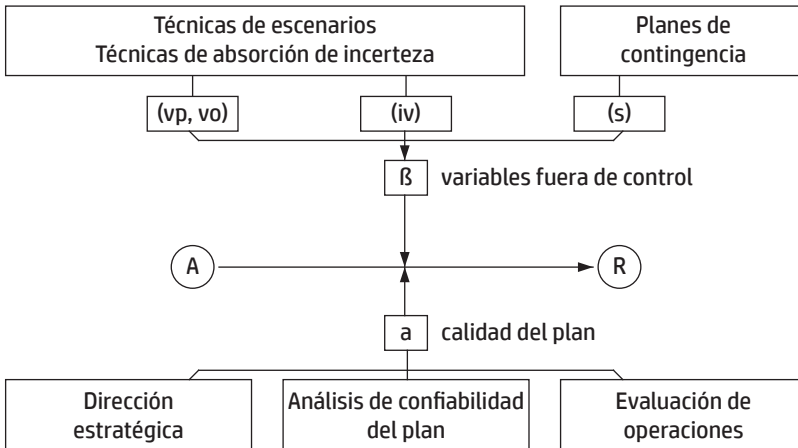 Técnicas de escenarios
Técnicas de absorción de incerteza
Planes de
contingencia
(vp, vo)
(iv)
(s)
ß
variables fuera de control
A
R
a
calidad del plan
Dirección
estratégica
Análisis de confiabilidad
del plan
Evaluación de
operaciones